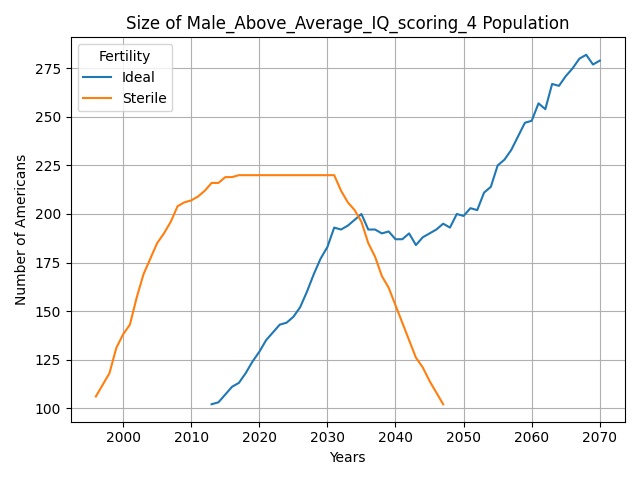 Size of Male_Above_Average_IQ_scoring_4 Population
Fertility
Ideal
Sterile
Number of Americans
275
250
225
200
175
150
125
100
2000 2010 2020 2030 2040 2050 2060 2070
Years